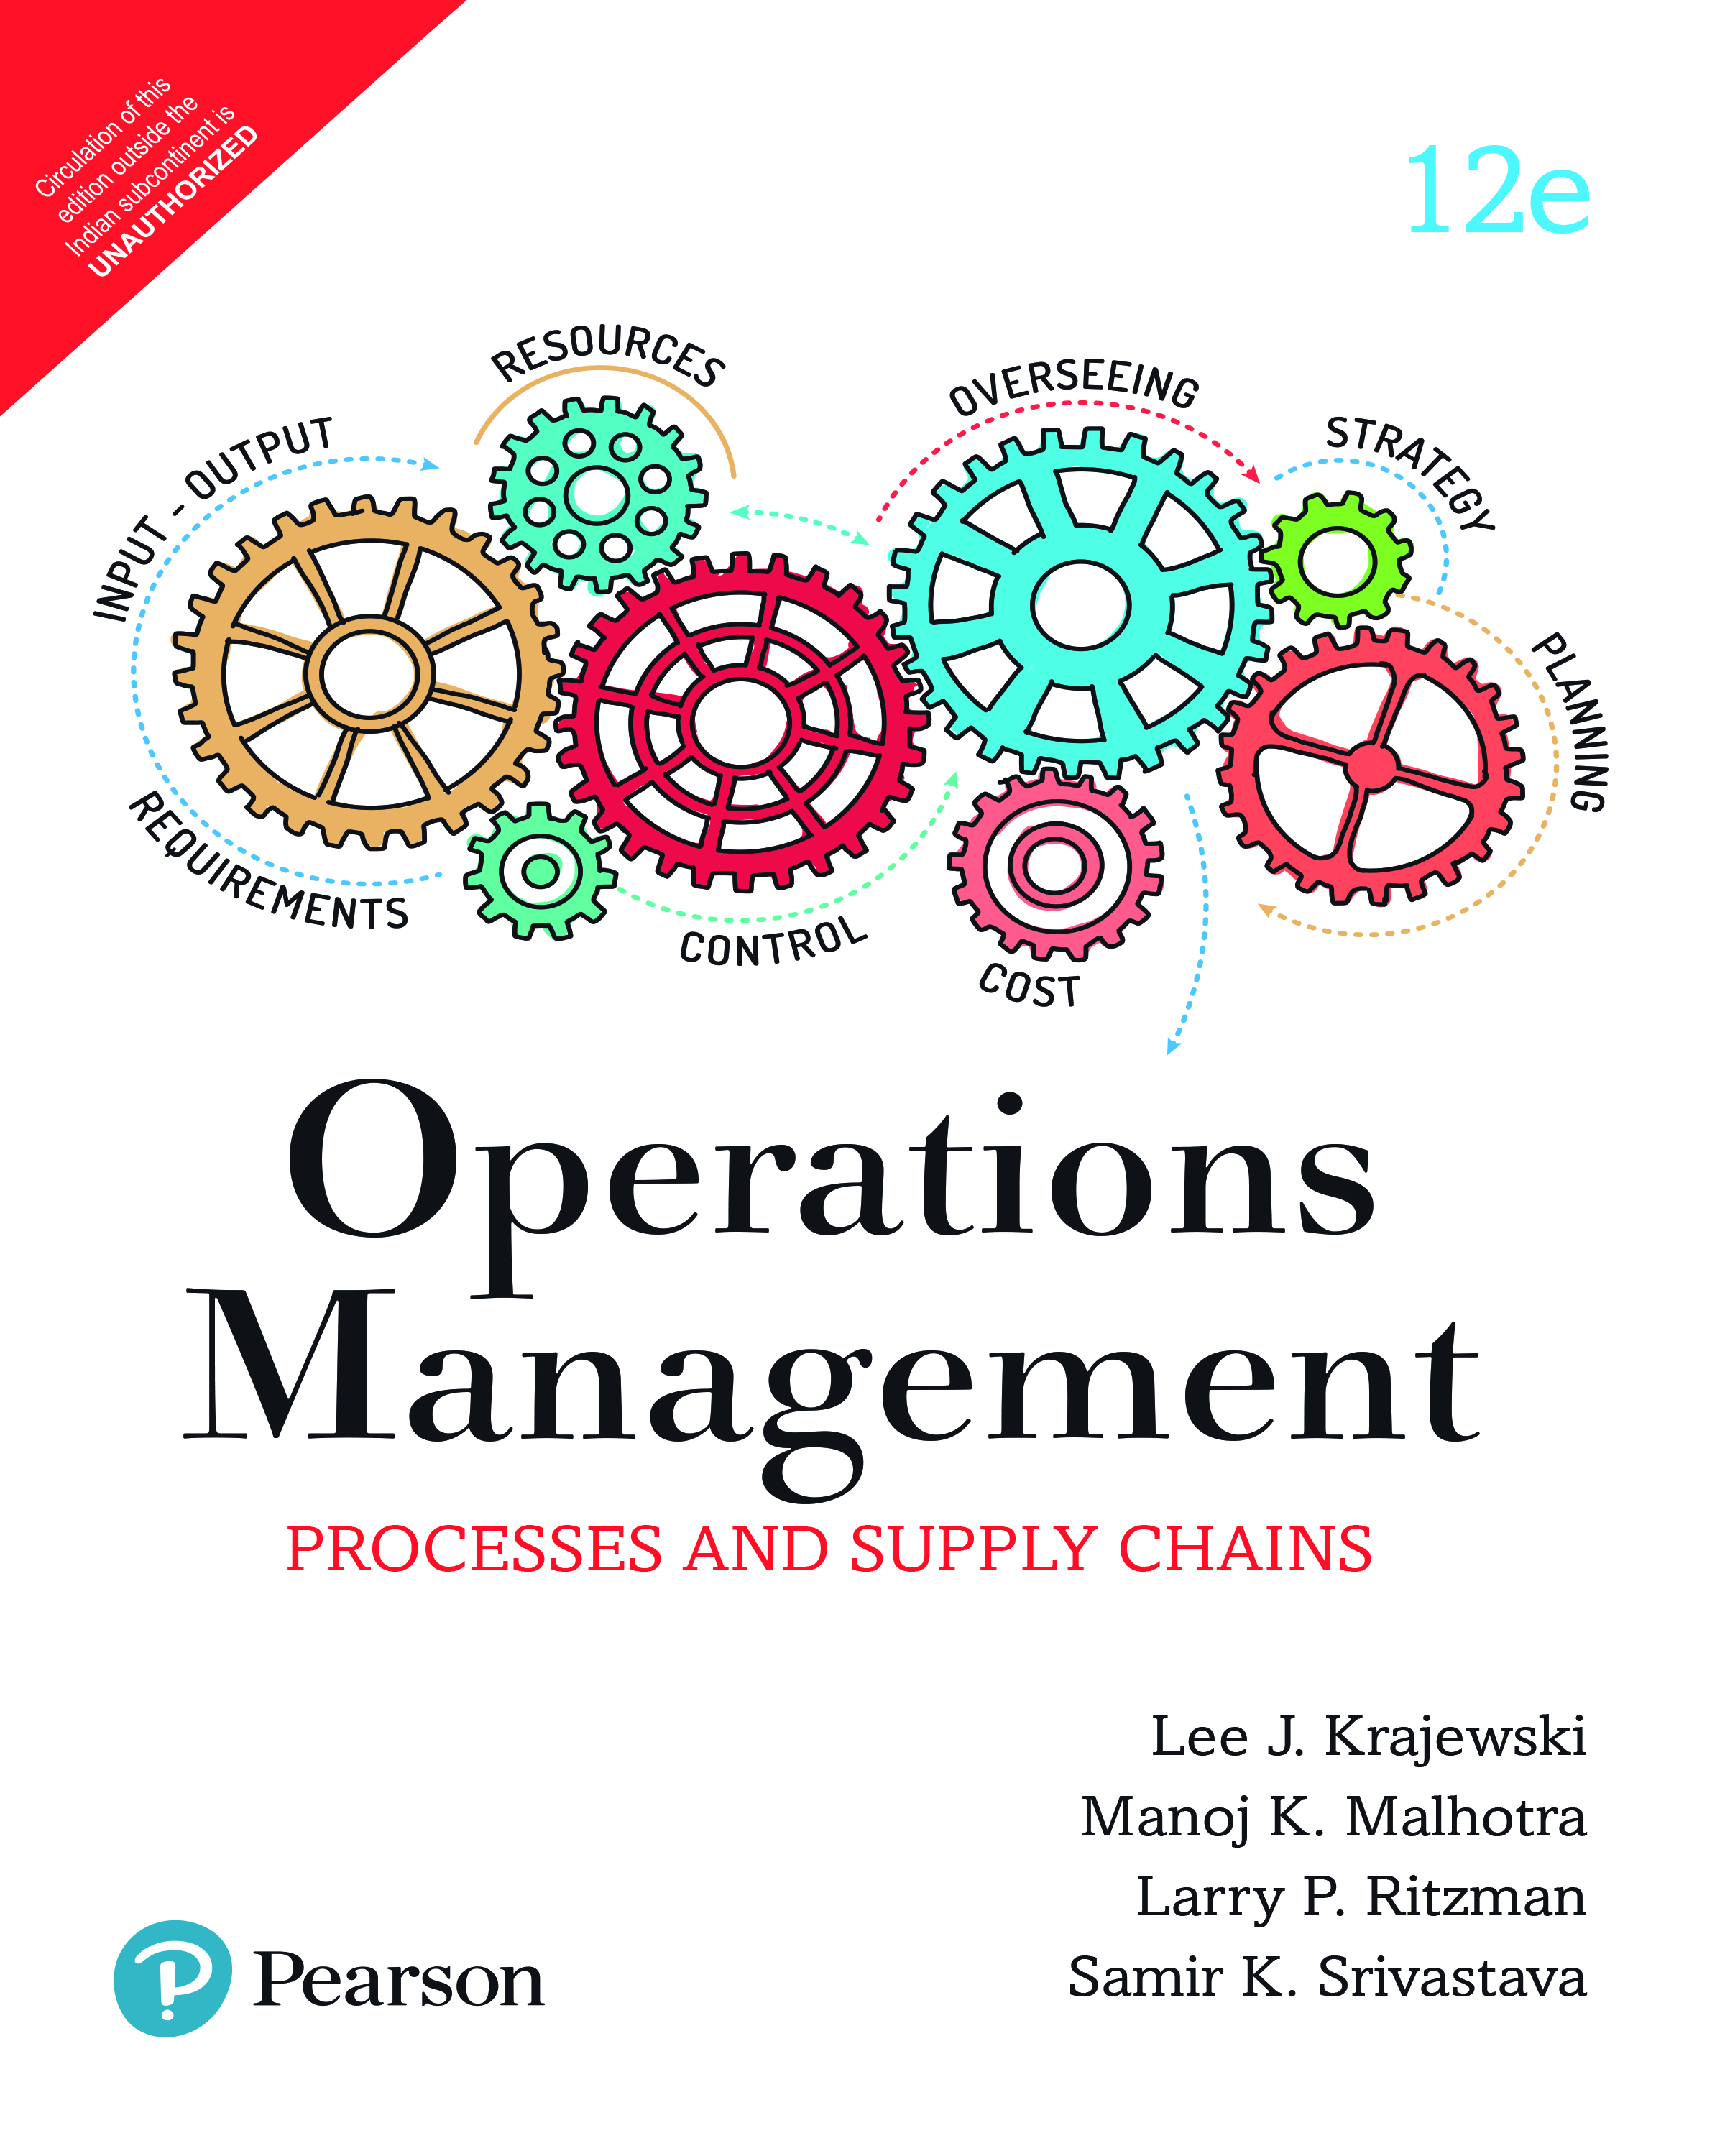 Circulation of this
edition outside the
Indian subcontinent is
UNAUTHORIZED
12e
RESOURCES
OVERSEEING
STRATEGY
INPUT - OUTPUT
PLANNING
REQUIREMENTS
CONTROL
COST
Operations
Management
PROCESSES AND SUPPLY CHAINS
Lee J. Krajewski
Manoj K. Malhotra
Larry P. Ritzman
Samir K. Srivastava
Pearson